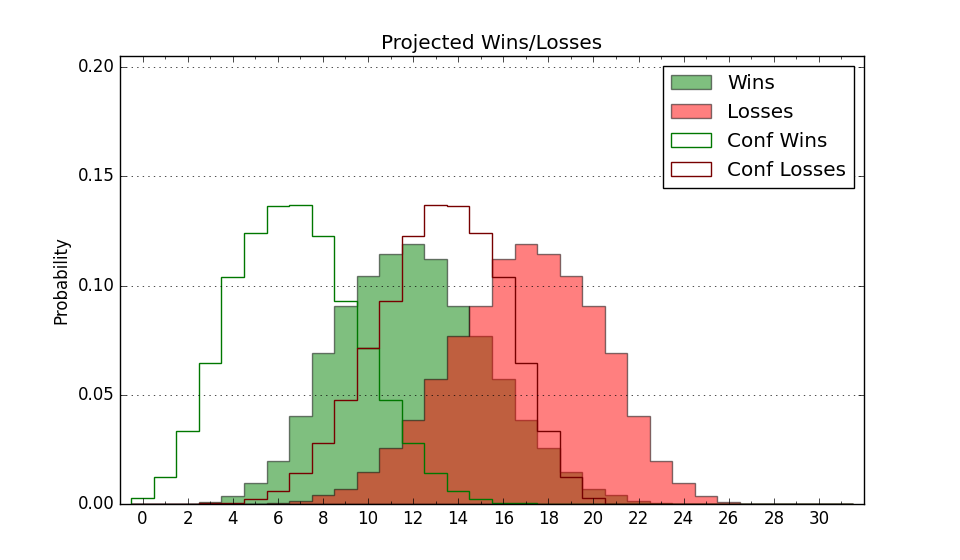 Projected Wins/Losses
Probability
0.20
0.15
0.10
0.05
0.00
Wins
Losses
Conf Wins
Conf Losses
0 2 4 6 8 10 12 14 16 18 20 22 24 26 28 30